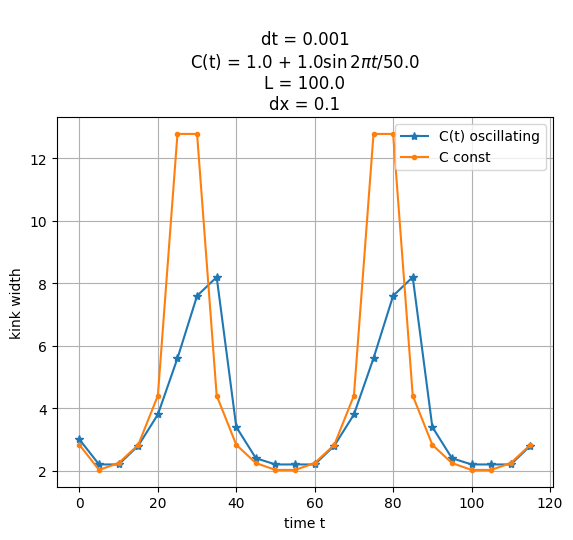 dt = 0.001
C(t) = 1.0 + 1.0sin 2πt/50.0
L = 100.0
dx = 0.1
C(t) oscillating
C const
kink width
12
10
8
6
4
2
0 20 40 60 80 100 120
time t